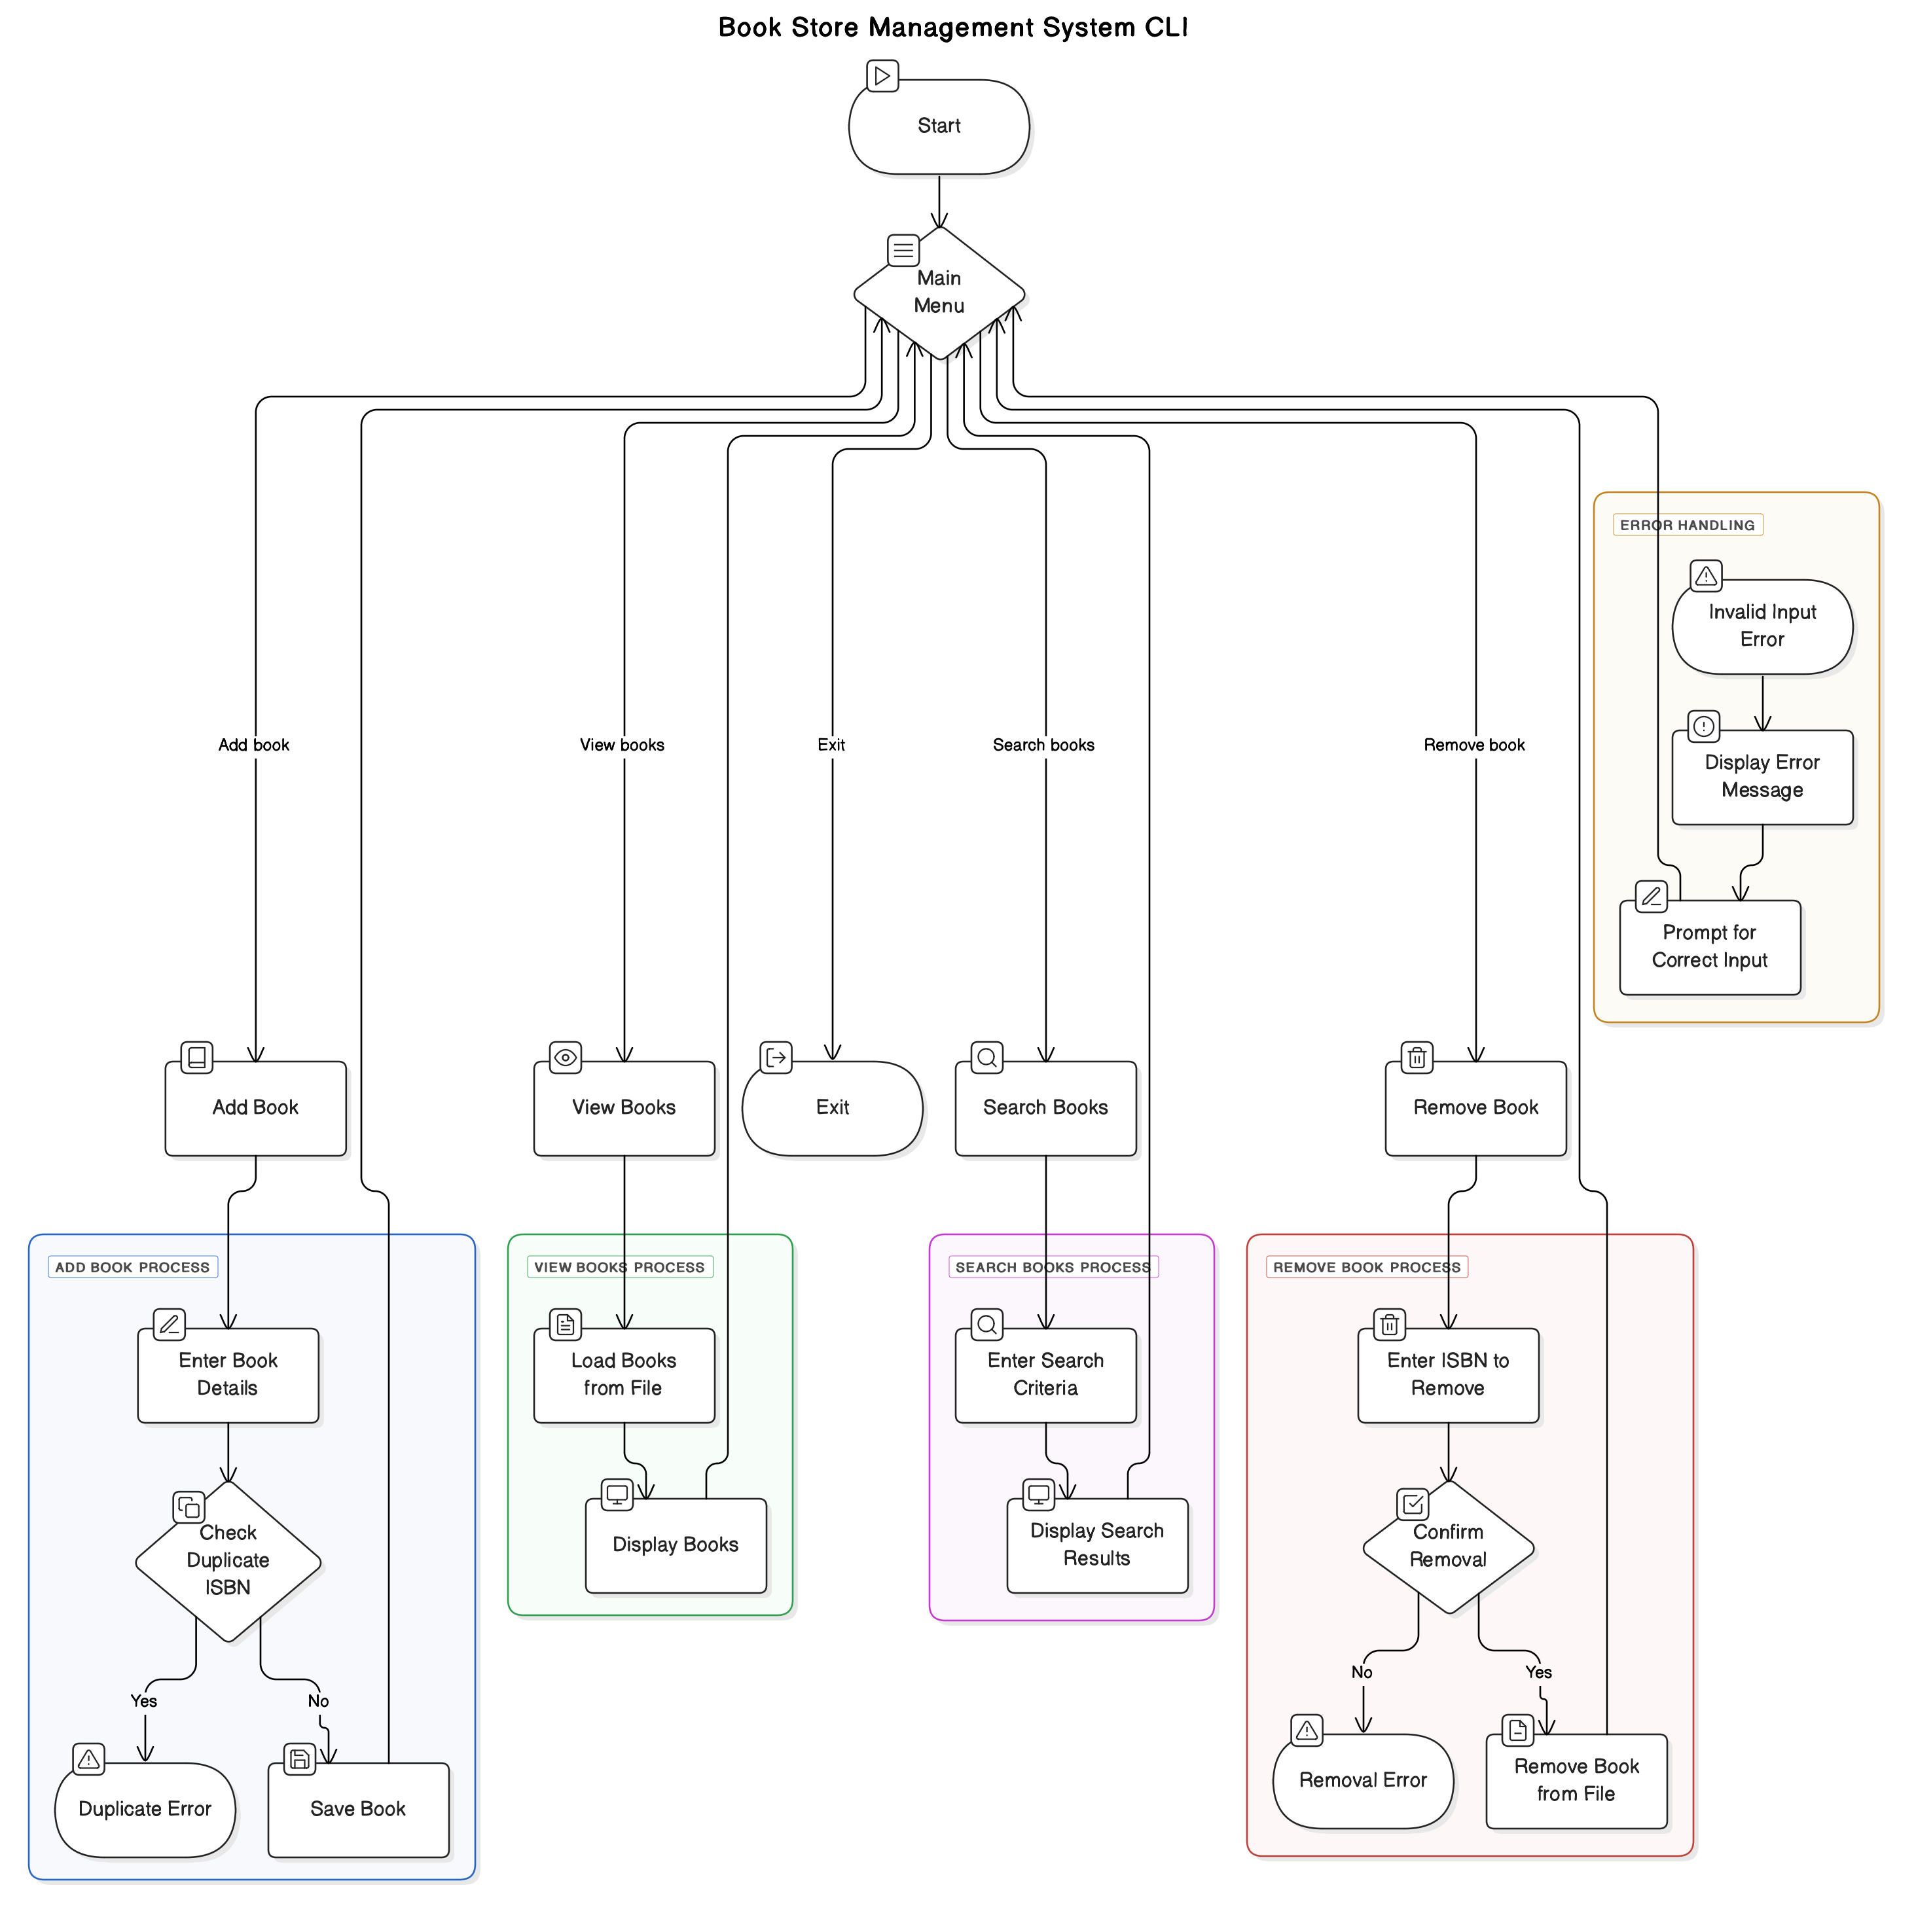 Book Store Management System CLI
Start
Main
Menu
ERROR HANDLING
Invalid Input
Error
Display Error
Message
Prompt for
Correct Input
Add book
View books
Exit
Search books
Remove book
Add Book
View Books
Exit
Search Books
Remove Book
ADD BOOK PROCESS
Enter Book
Details
Check
Duplicate
ISBN
Yes
No
Duplicate Error
Save Book
VIEW BOOKS PROCESS
Load Books
from File
Display Books
SEARCH BOOKS PROCESS
Enter Search
Criteria
Display Search
Results
REMOVE BOOK PROCESS
Enter ISBN to
Remove
Confirm
Removal
No
Yes
Removal Error
Remove Book
from File